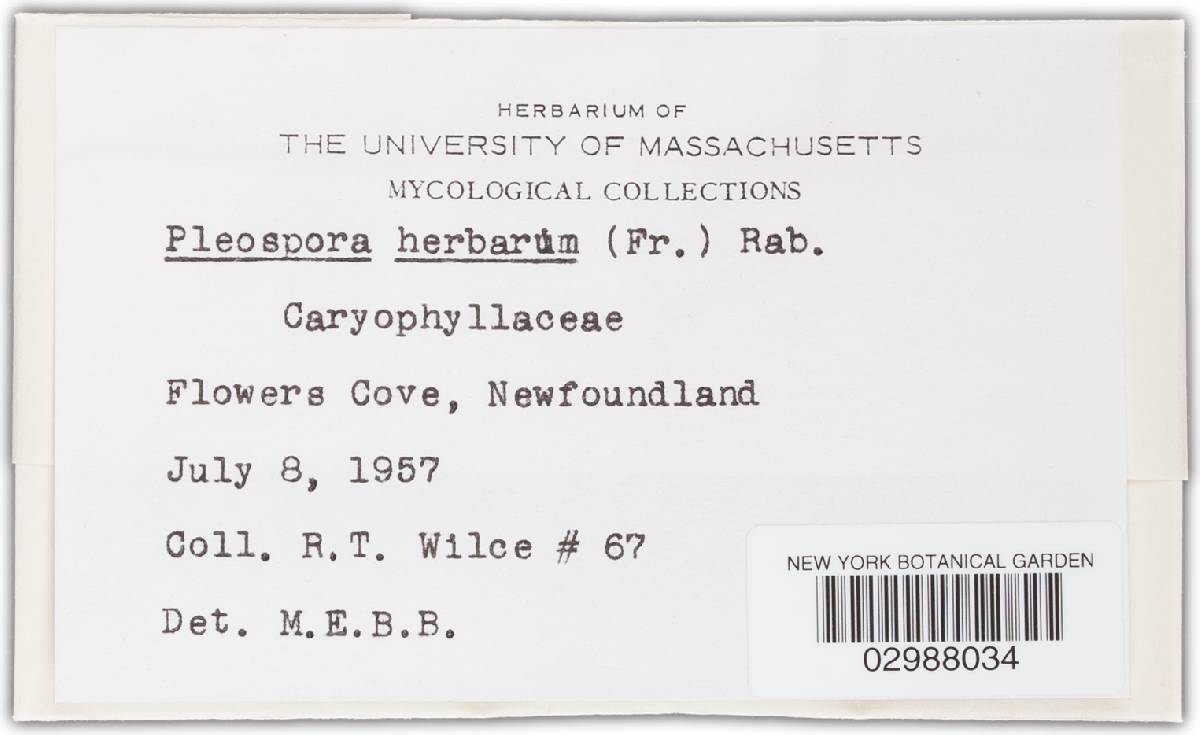 HERBARIUM OF
THE UNIVERSITY OF MASSACHUSETTS
MYCOLOGICAL COLLECTIONS
Pleospora herbarum (Fr.) Rab.
Caryophyllaceae
Flowers Cove, Newfoundland
July 8, 1957
Coll. R.T. Wilce # 67
Det. M.E.B.B.
NEW YORK BOTANICAL GARDEN
02988034